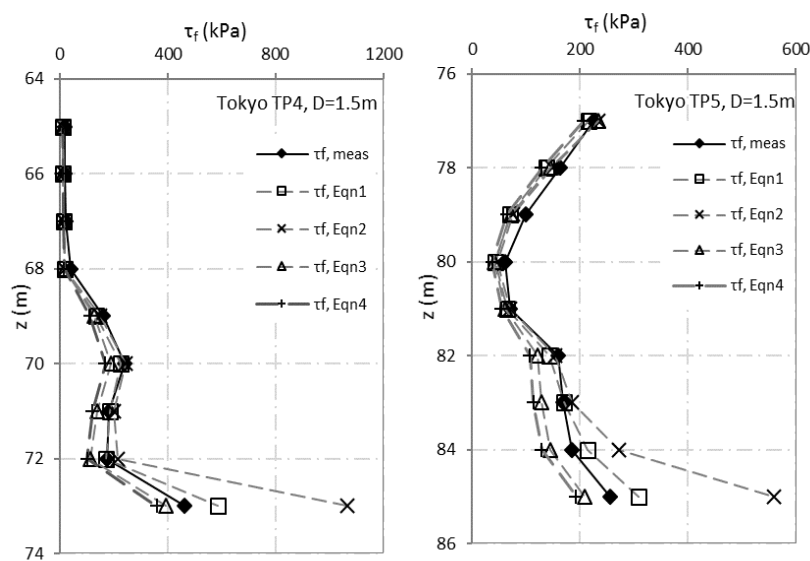 τf (kPa)
0 400 800 1200
64
66
68
70
72
74
z (m)
Tokyo TP4, D=1.5m
τf, meas
τf, Eqn1
τf, Eqn2
τf, Eqn3
τf, Eqn4
τf (kPa)
0 200 400 600
76
78
80
82
84
86
z (m)
Tokyo TP5, D=1.5m
τf, meas
τf, Eqn1
τf, Eqn2
τf, Eqn3
τf, Eqn4